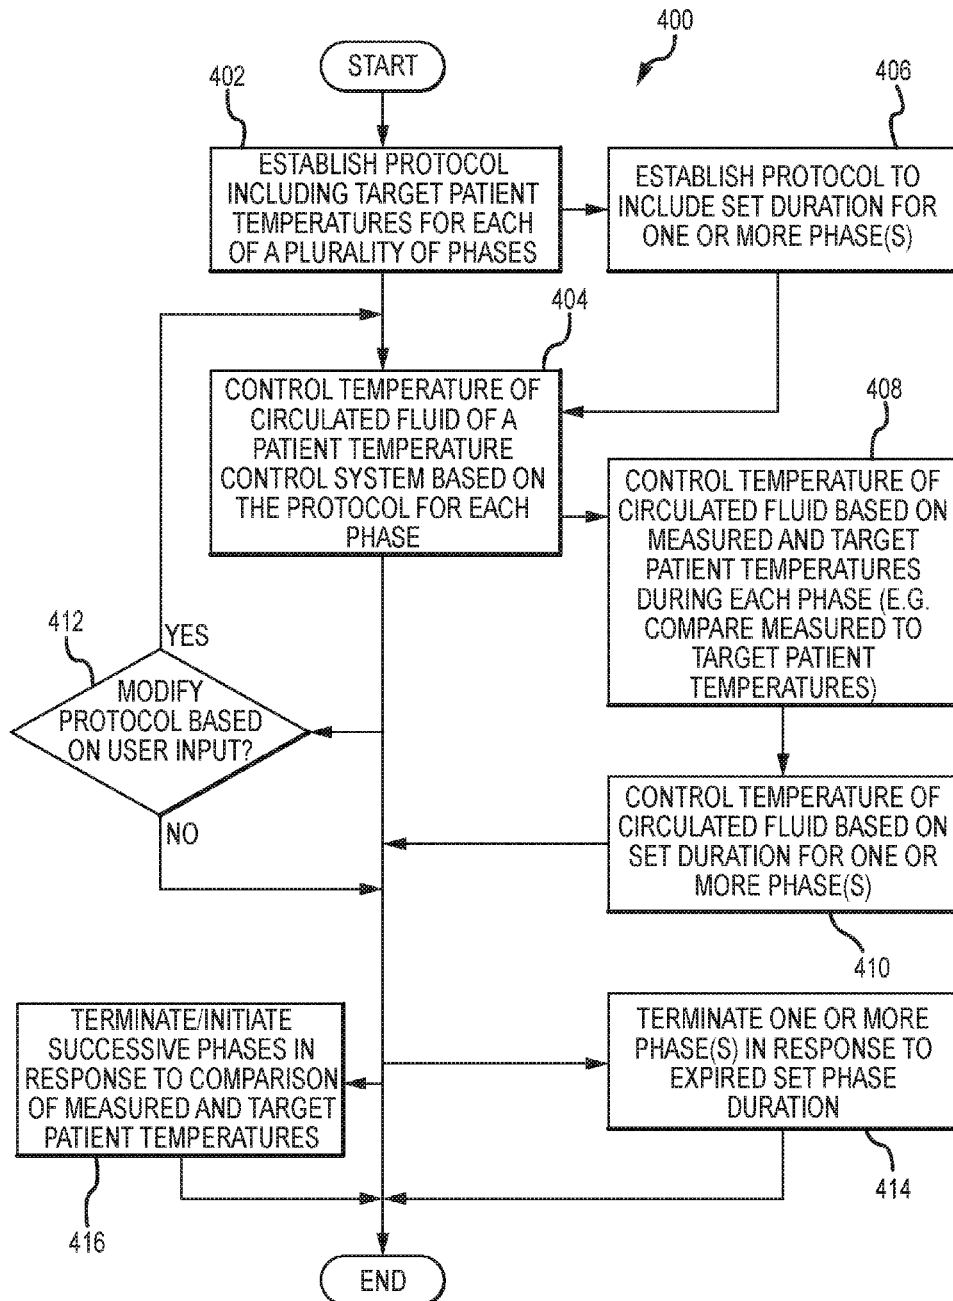 400
START
402
406
ESTABLISH PROTOCOL
INCLUDING TARGET PATIENT
TEMPERATURES FOR EACH
OF A PLURALITY OF PHASES
ESTABLISH PROTOCOL TO
INCLUDE SET DURATION FOR
ONE OR MORE PHASE(S)
404
CONTROL TEMPERATURE OF
CIRCULATED FLUID OF A
PATIENT TEMPERATURE
CONTROL SYSTEM BASED ON
THE PROTOCOL FOR EACH
PHASE
408
CONTROL TEMPERATURE OF
CIRCULATED FLUID BASED ON
MEASURED AND TARGET
PATIENT TEMPERATURES
DURING EACH PHASE (E.G.
COMPARE MEASURED TO
TARGET PATIENT
TEMPERATURES)
412
YES
MODIFY
PROTOCOL BASED
ON USER INPUT?
NO
CONTROL TEMPERATURE OF
CIRCULATED FLUID BASED ON
SET DURATION FOR ONE OR
MORE PHASE(S)
410
TERMINATE/INITIATE
SUCCESSIVE PHASES IN
RESPONSE TO COMPARISON
OF MEASURED AND TARGET
PATIENT TEMPERATURES
416
TERMINATE ONE OR MORE
PHASE(S) IN RESPONSE TO
EXPIRED SET PHASE
DURATION
414
END